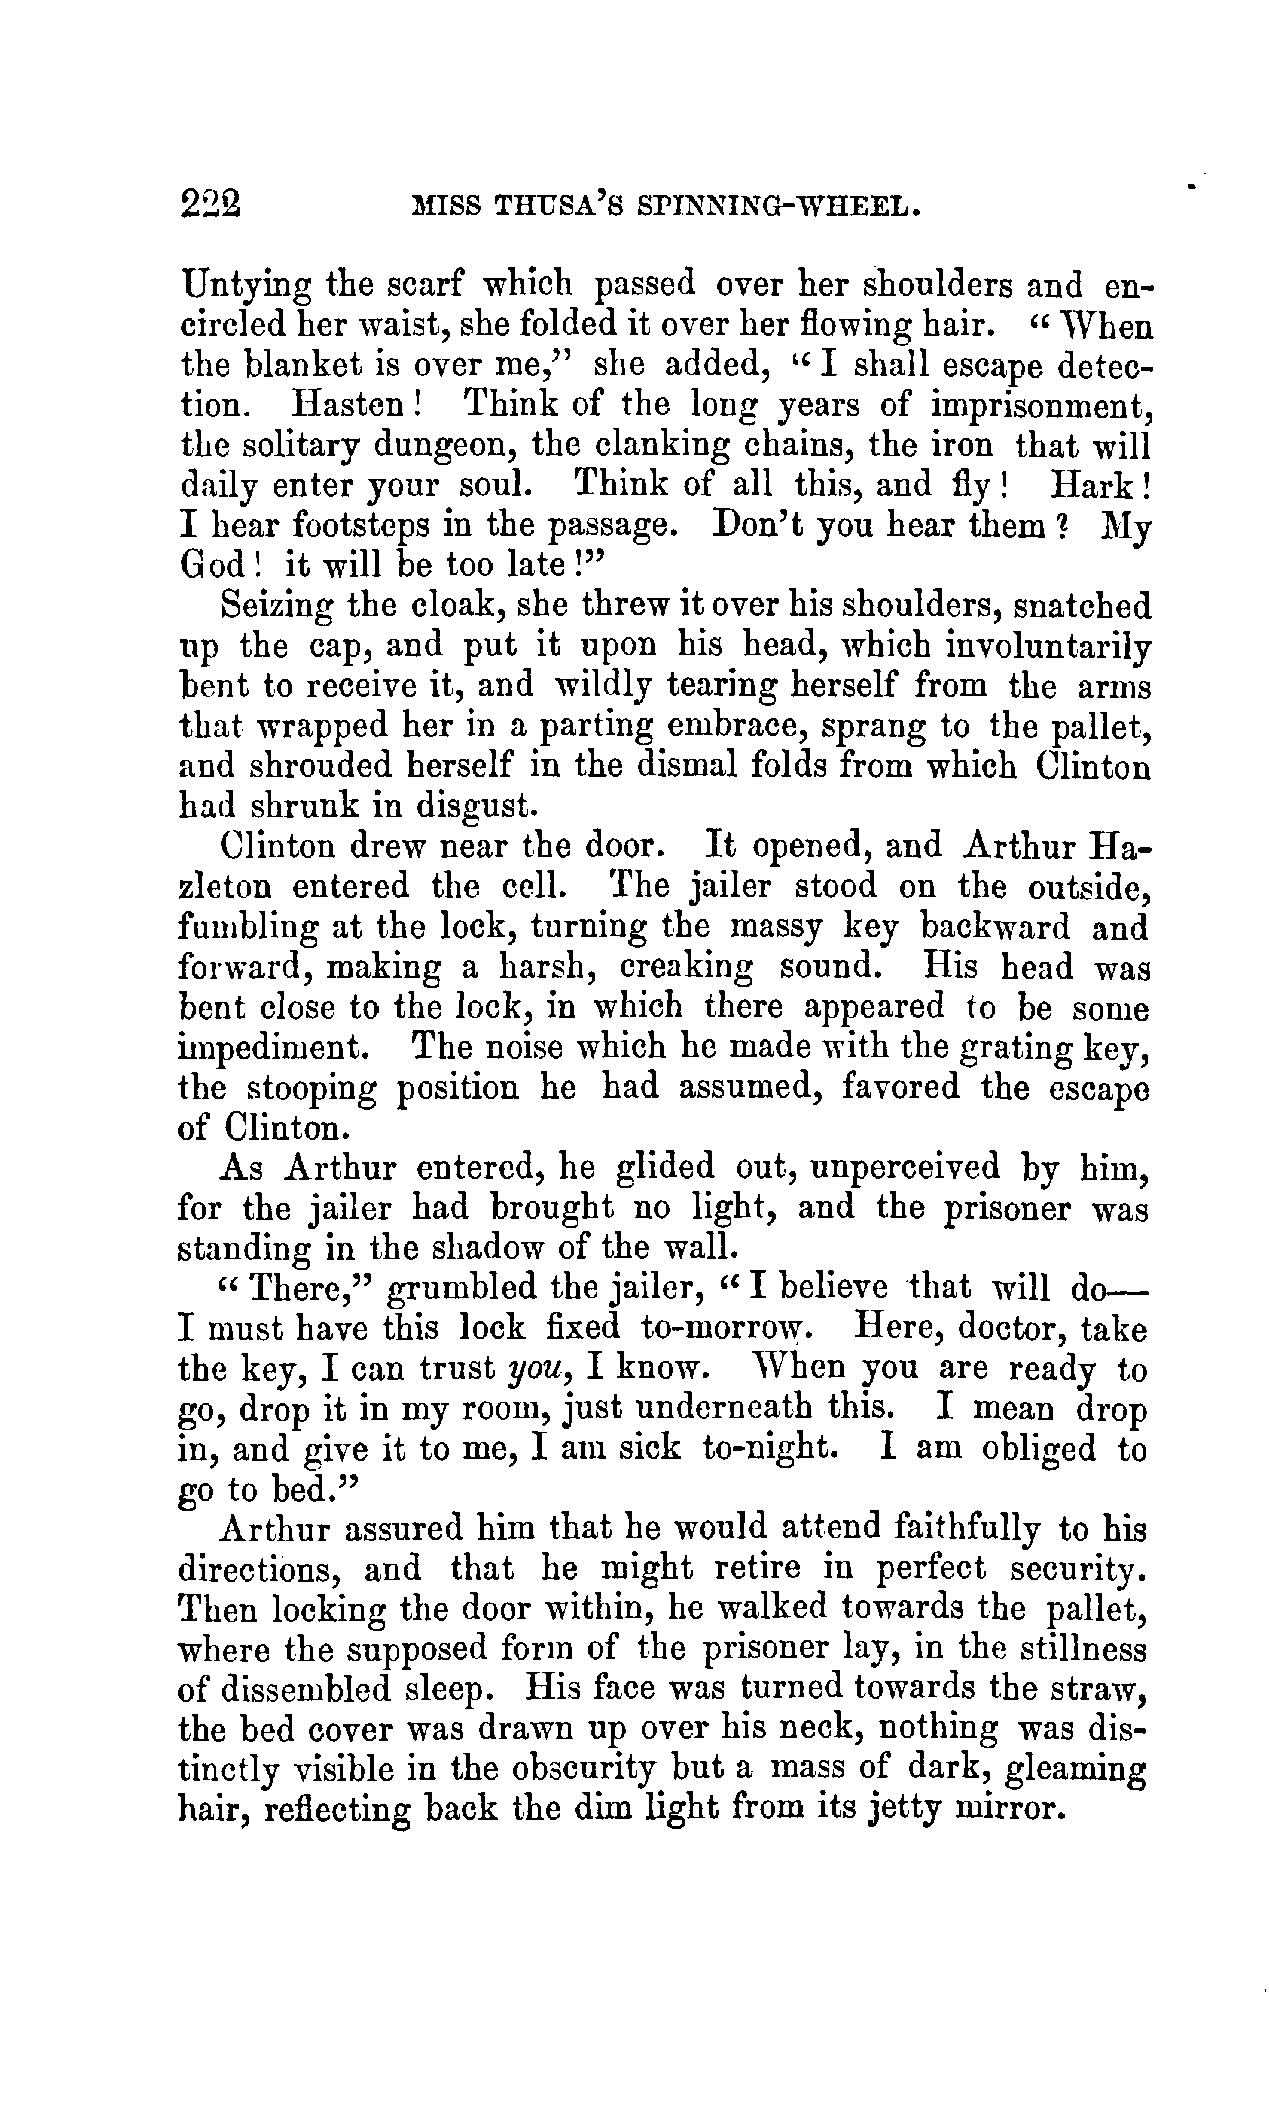 222 MISS THUSA'S SPINNING-WHEEL.
Untying the scarf which passed over her shoulders and en-
circled her waist, she folded it over her flowing hair. "When
the blanket is over me," she added, "I shall escape detec-
tion. Hasten! Think of the long years of imprisonment,
the solitary dungeon, the clanking chains, the iron that will
daily enter your soul. Think of all this, and fly! Hark!
I hear footsteps in the passage. Don't you hear them? My
God! it will be too late!"
Seizing the cloak, she threw it over his shoulders, snatched
up the cap, and put it upon his head, which involuntarily
bent to receive it, and wildly tearing herself from the arms
that wrapped her in a parting embrace, sprang to the pallet,
and shrouded herself in the dismal folds from which Clinton
had shrunk in disgust.
Clinton drew near the door. It opened, and Arthur Ha-
zleton entered the cell. The jailer stood on the outside,
fumbling at the lock, turning the massy key backward and
forward, making a harsh, creaking sound. His head was
bent close to the lock, in which there appeared to be some
impediment. The noise which he made with the grating key,
the stooping position he had assumed, favored the escape
of Clinton.
As Arthur entered, he glided out, unperceived by him,
for the jailer had brought no light, and the prisoner was
standing in the shadow of the wall.
"There," grumbled the jailer, "I believe that will do—
I must have this lock fixed to-morrow. Here, doctor, take
the key, I can trust you, I know. When you are ready to
go, drop it in my room, just underneath this. I mean drop
in, and give it to me, I am sick to-night. I am obliged to
go to bed."
Arthur assured him that he would attend faithfully to his
directions, and that he might retire in perfect security.
Then locking the door within, he walked towards the pallet,
where the supposed form of the prisoner lay, in the stillness
of dissembled sleep. His face was turned towards the straw,
the bed cover was drawn up over his neck, nothing was dis-
tinctly visible in the obscurity but a mass of dark, gleaming
hair, reflecting back the dim light from its jetty mirror.